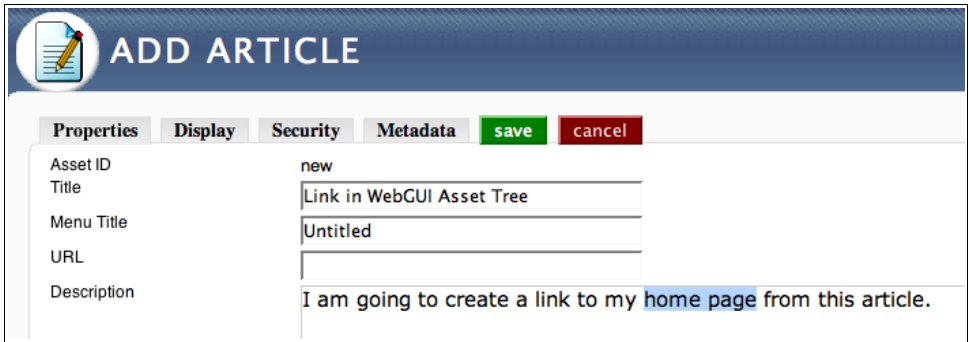 ADD ARTICLE
Properties Display Security Metadata save cancel
Asset ID new
Title Link in WebGUI Asset Tree
Menu Title Untitled
URL
Description I am going to create a link to my home page from this article.